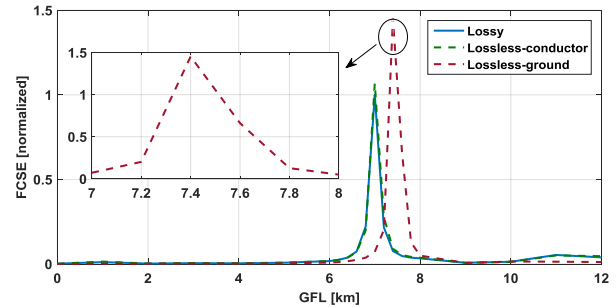 1.5
1
0.5
0
FCSE [normalized]
0 2 4 6 8 10 12
GFL [km]
Lossy
Lossless-conductor
Lossless-ground
1.5
1
0.5
0
7 7.2 7.4 7.6 7.8 8